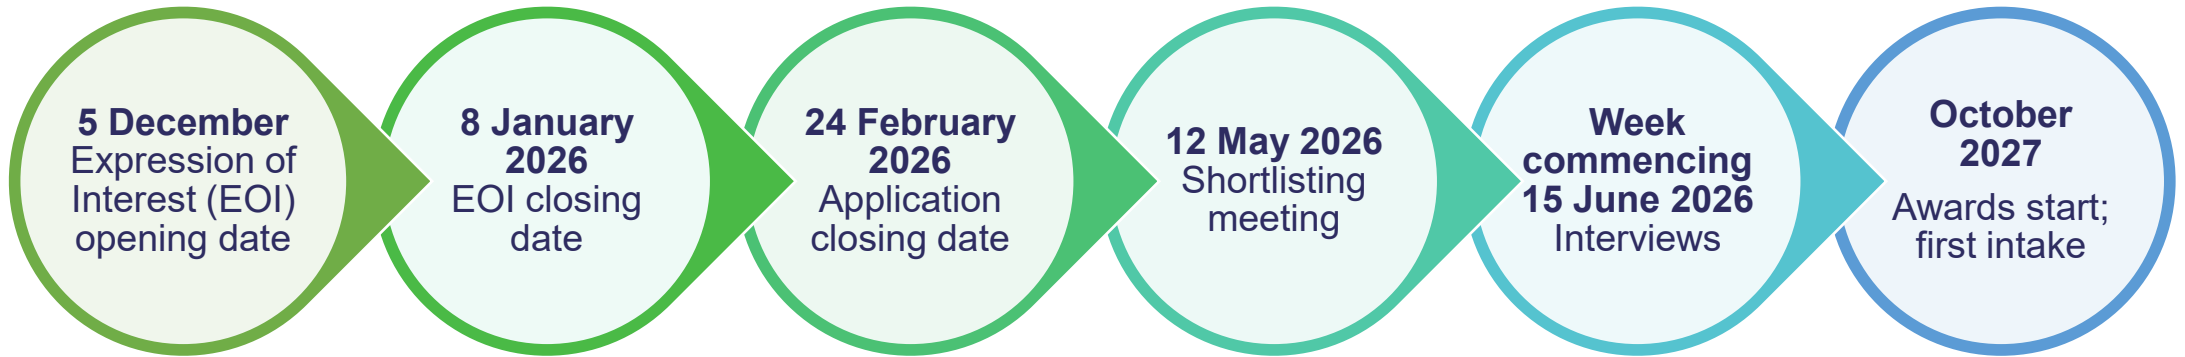 5 December
Expression of
Interest (EOI)
opening date
8 January
2026
EOI closing
date
24 February
2026
Application
closing date
12 May 2026
Shortlisting
meeting
Week
commencing
15 June 2026
Interviews
October
2027
Awards start;
first intake